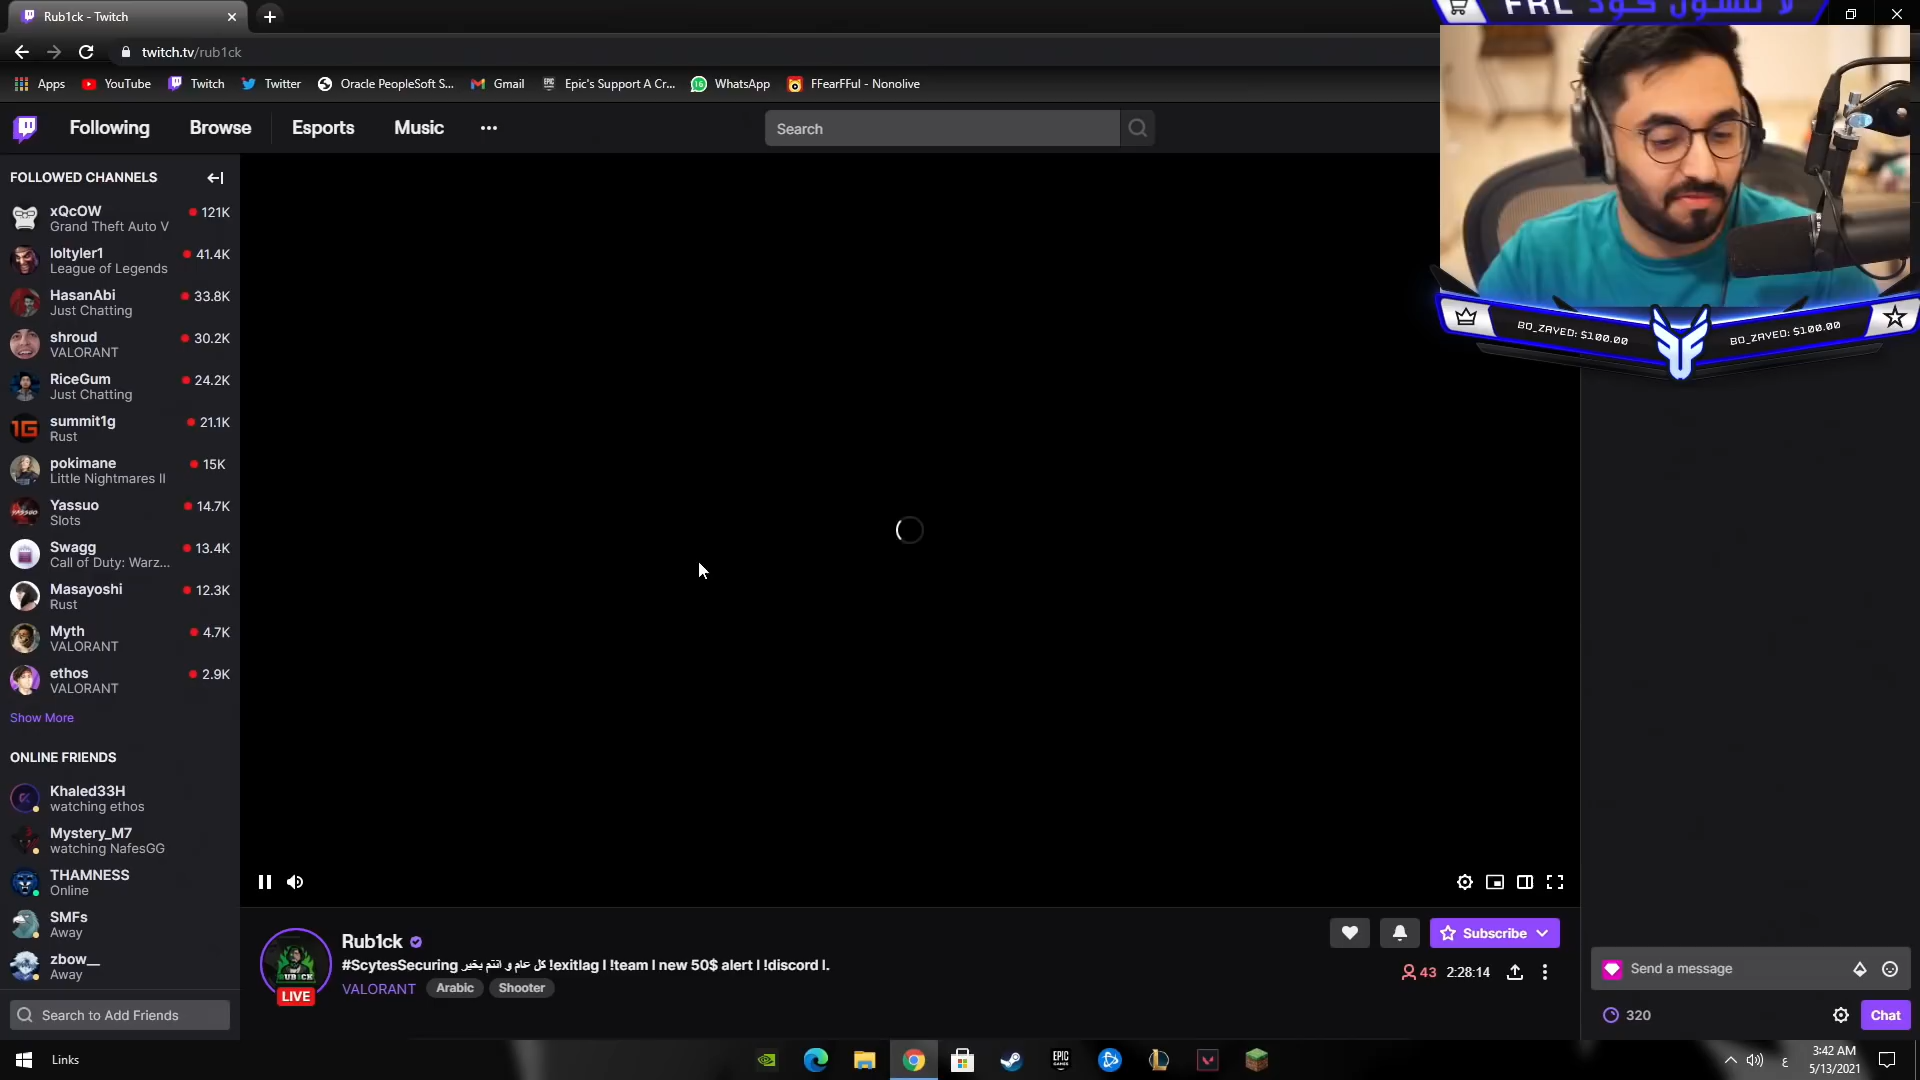 Rub1ck - Twitch
twitch.tv/rub1ck
Apps YouTube Twitch Twitter Oracle PeopleSoft S... Gmail Epic's Support A Cr... WhatsApp FFearFFul - Nonolive
لا تنسون كود FRL
Following Browse Esports Music
Search
FOLLOWED CHANNELS
xQcOW 121K
Grand Theft Auto V
loltyler1 41.4K
League of Legends
HasanAbi 33.8K
Just Chatting
shroud 30.2K
VALORANT
RiceGum 24.2K
Just Chatting
summit1g 21.1K
Rust
pokimane 15K
Little Nightmares II
Yassuo 14.7K
Slots
Swagg 13.4K
Call of Duty: Warz...
Masayoshi 12.3K
Rust
Myth 4.7K
VALORANT
ethos 2.9K
VALORANT
Show More
ONLINE FRIENDS
Khaled33H
watching ethos
Mystery_M7
watching NafesGG
THAMNESS
Online
SMFs
Away
zbow__
Away
Search to Add Friends
BO_ZAYED: $100.00 BO_ZAYED: $100.00
Subscribe
Rub1ck
#ScytesSecuring كل عام و انتم بخير !exitlag l !team l new 50$ alert l !discord l.
VALORANT Arabic Shooter
LIVE
43 2:28:14
Send a message
320 Chat
Links
ع
3:42 AM
5/13/2021